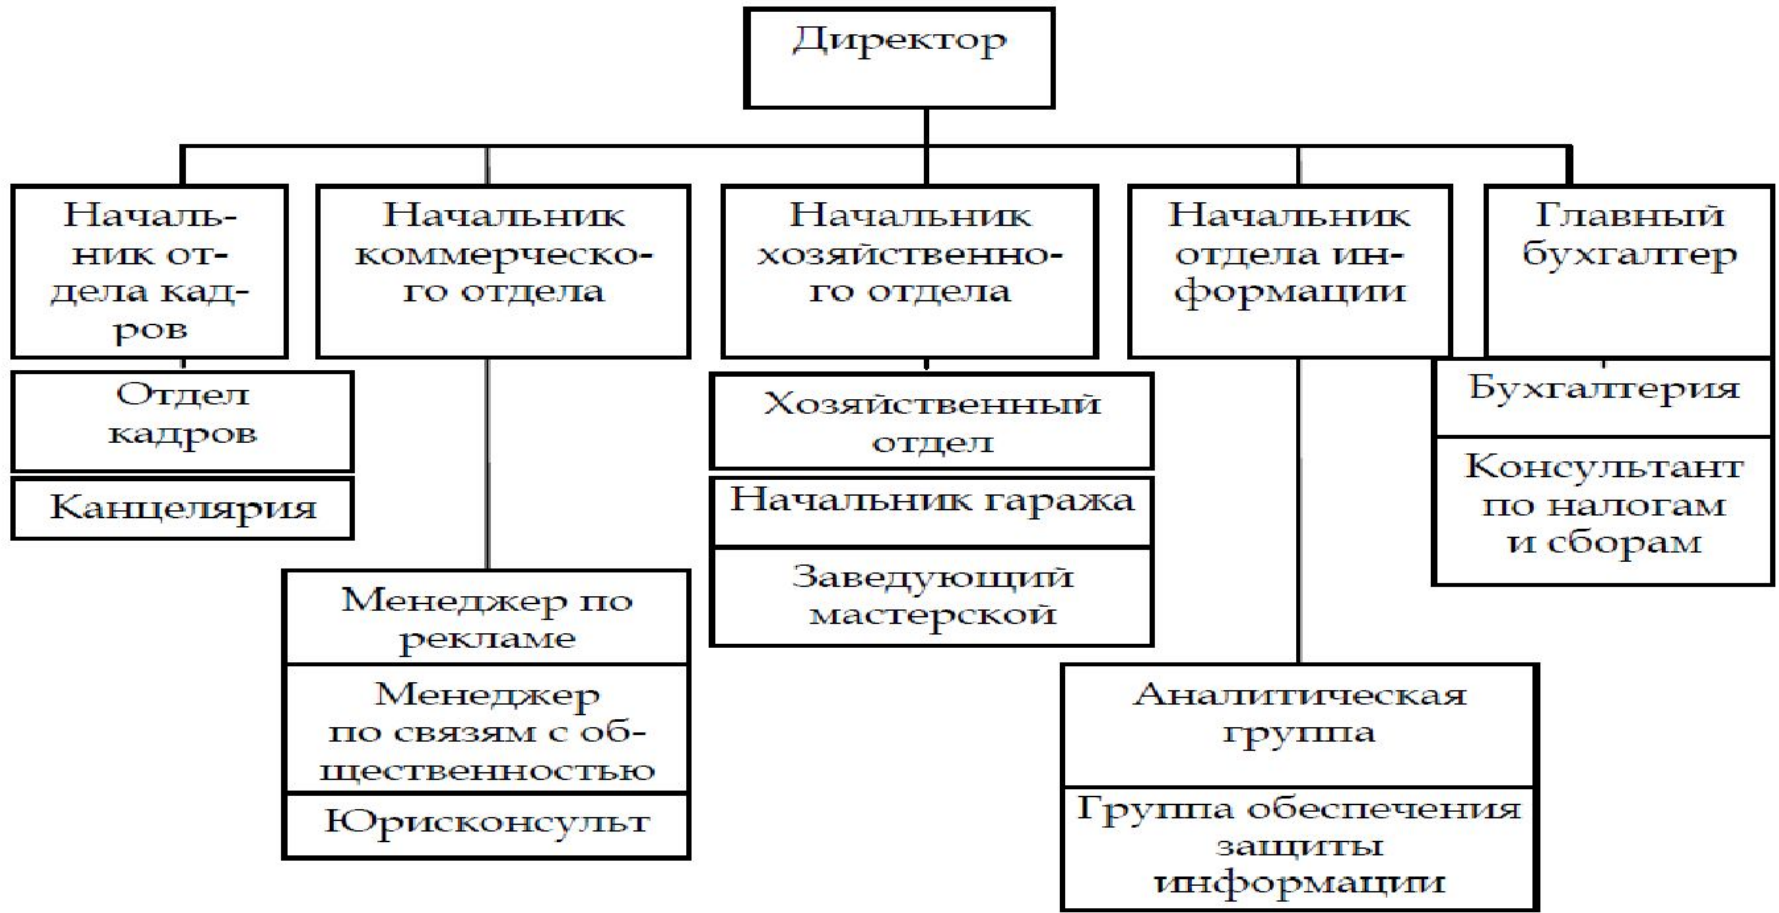 Директор
Началь-
ник от-
дела кад-
ров
Начальник
коммерческо-
го отдела
Начальник
хозяйственно-
го отдела
Начальник
отдела ин-
формации
Главный
бухгалтер
Отдел
кадров
Канцелярия
Менеджер по
рекламе
Менеджер
по связям с об-
щественностью
Юрисконсульт
Хозяйственный
отдел
Начальник гаража
Заведующий
мастерской
Аналитическая
группа
Группа обеспечения
защиты
информации
Бухгалтерия
Консультант
по налогам
и сборам